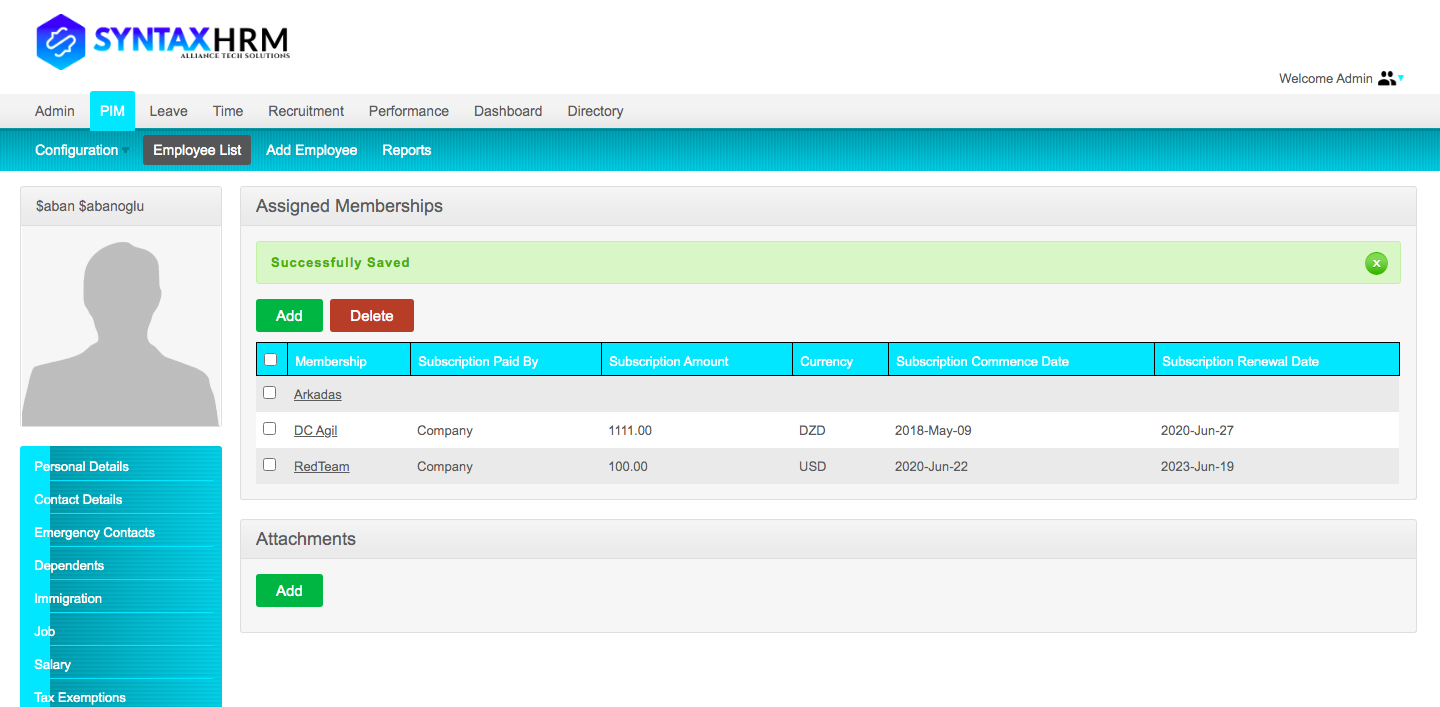 SYNTAXHRM
ALLIANCE TECH SOLUTIONS
Welcome Admin
Admin PIM Leave Time Recruitment Performance Dashboard Directory
Configuration Employee List Add Employee Reports
$aban $abanoglu
Personal Details
Contact Details
Emergency Contacts
Dependents
Immigration
Job
Salary
Tax Exemptions
Assigned Memberships
Successfully Saved x
Add Delete
Membership Subscription Paid By Subscription Amount Currency Subscription Commence Date Subscription Renewal Date
Arkadas
DC Agil Company 1111.00 DZD 2018-May-09 2020-Jun-27
RedTeam Company 100.00 USD 2020-Jun-22 2023-Jun-19
Attachments
Add